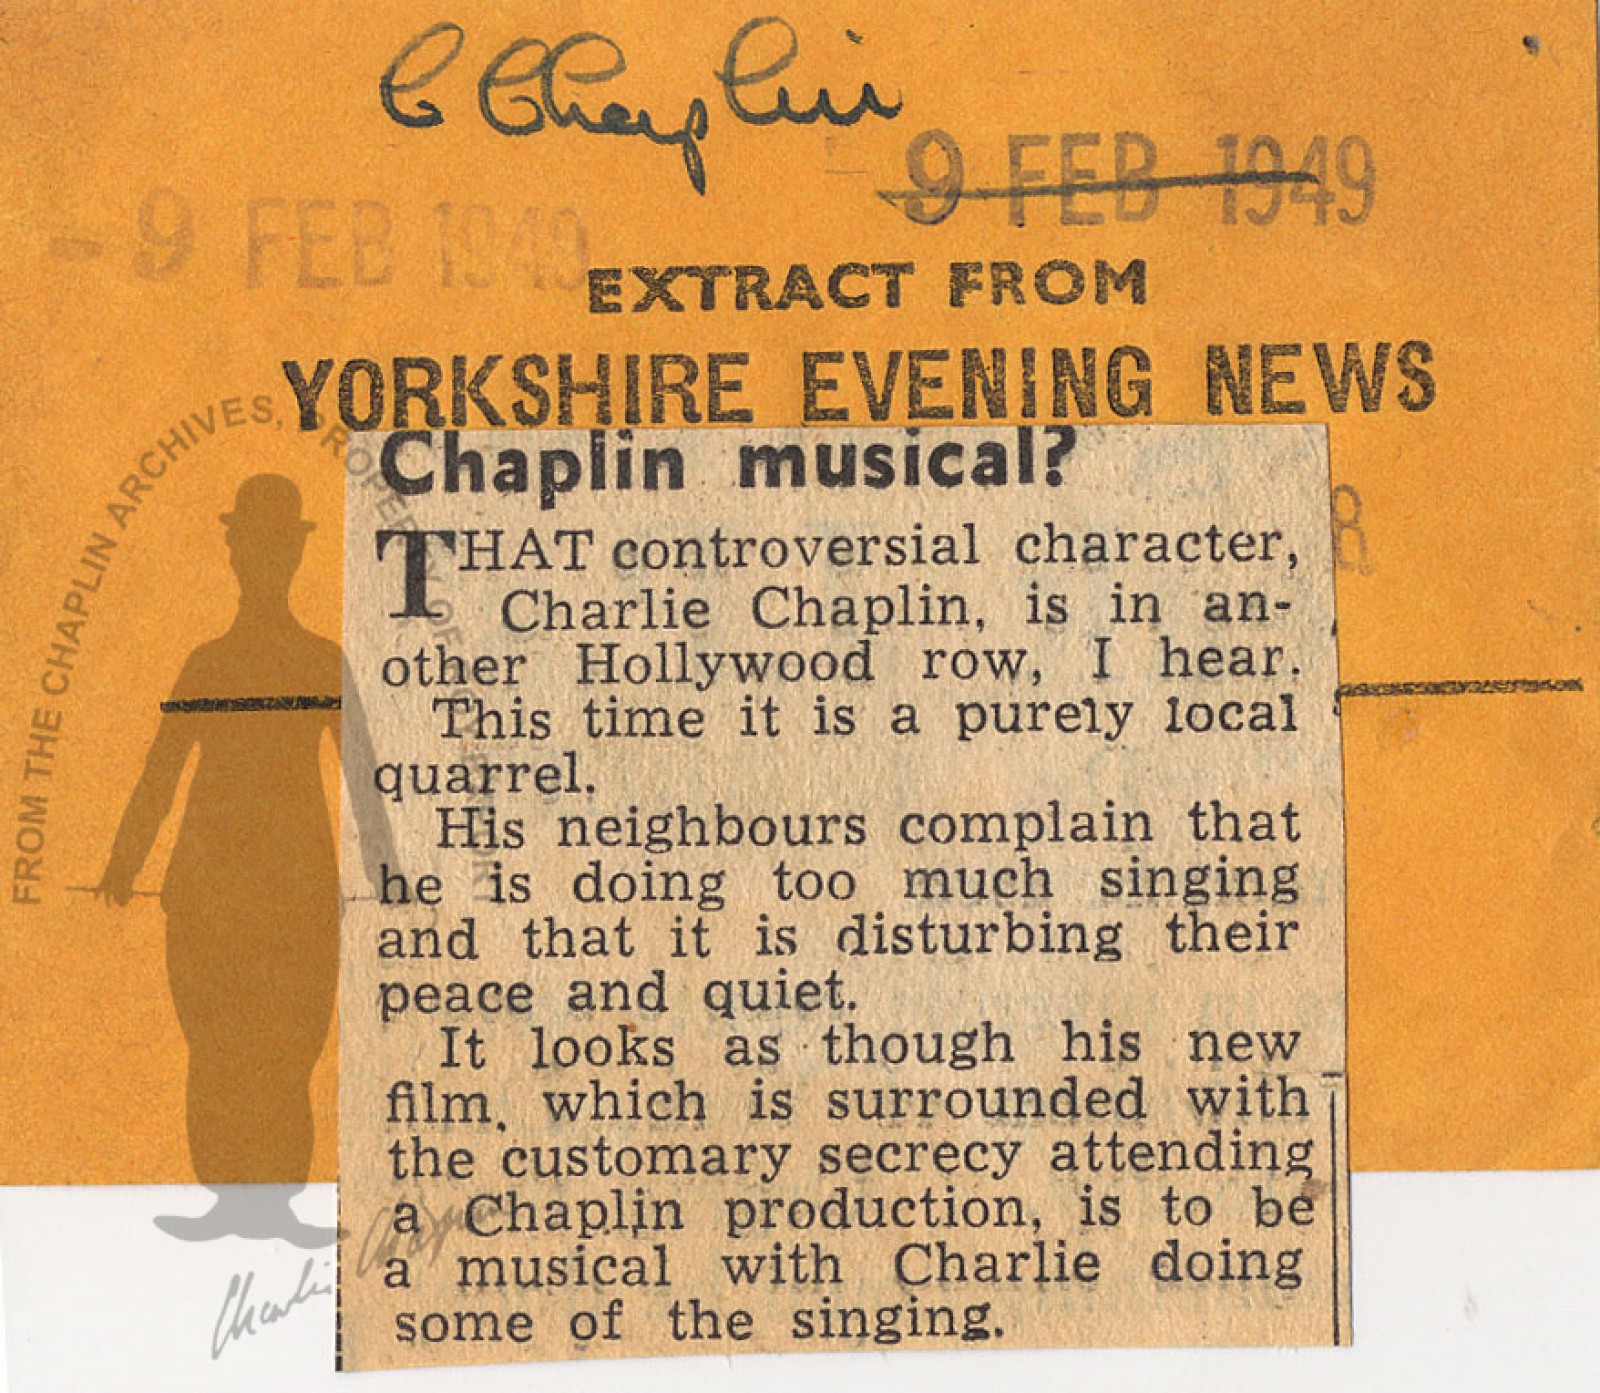 C Chaplin
9 FEB 1949
- 9 FEB 1949
EXTRACT FROM
YORKSHIRE EVENING NEWS
Chaplin musical?
THAT controversial character,
Charlie Chaplin, is in an-
other Hollywood row, I hear.
This time it is a purely local
quarrel.
His neighbours complain that
he is doing too much singing
and that it is disturbing their
peace and quiet.
It looks as though his new
film, which is surrounded with
the customary secrecy attending
a Chaplin production, is to be
a musical with Charlie doing
some of the singing.
FROM THE CHAPLIN ARCHIVES, PROPERTY OF
Charlie Chaplin